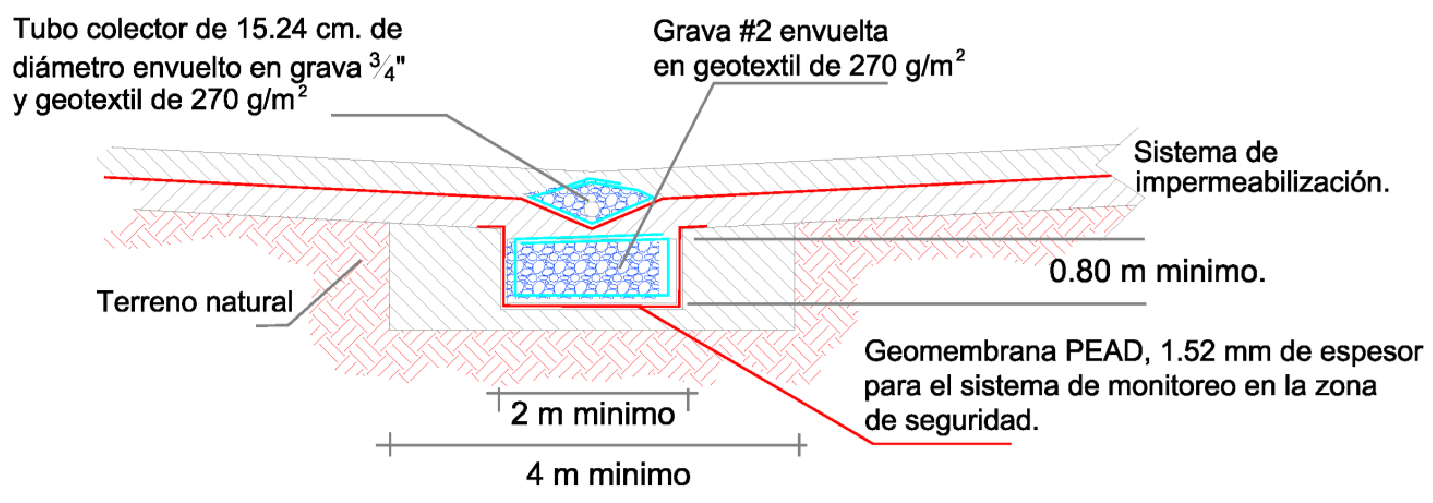 Tubo colector de 15.24 cm. de
diámetro envuelto en grava ¾"
y geotextil de 270 g/m²
Grava #2 envuelta
en geotextil de 270 g/m²
Sistema de
impermeabilización.
0.80 m minimo.
Terreno natural
Geomembrana PEAD, 1.52 mm de espesor
para el sistema de monitoreo en la zona
de seguridad.
2 m minimo
4 m minimo